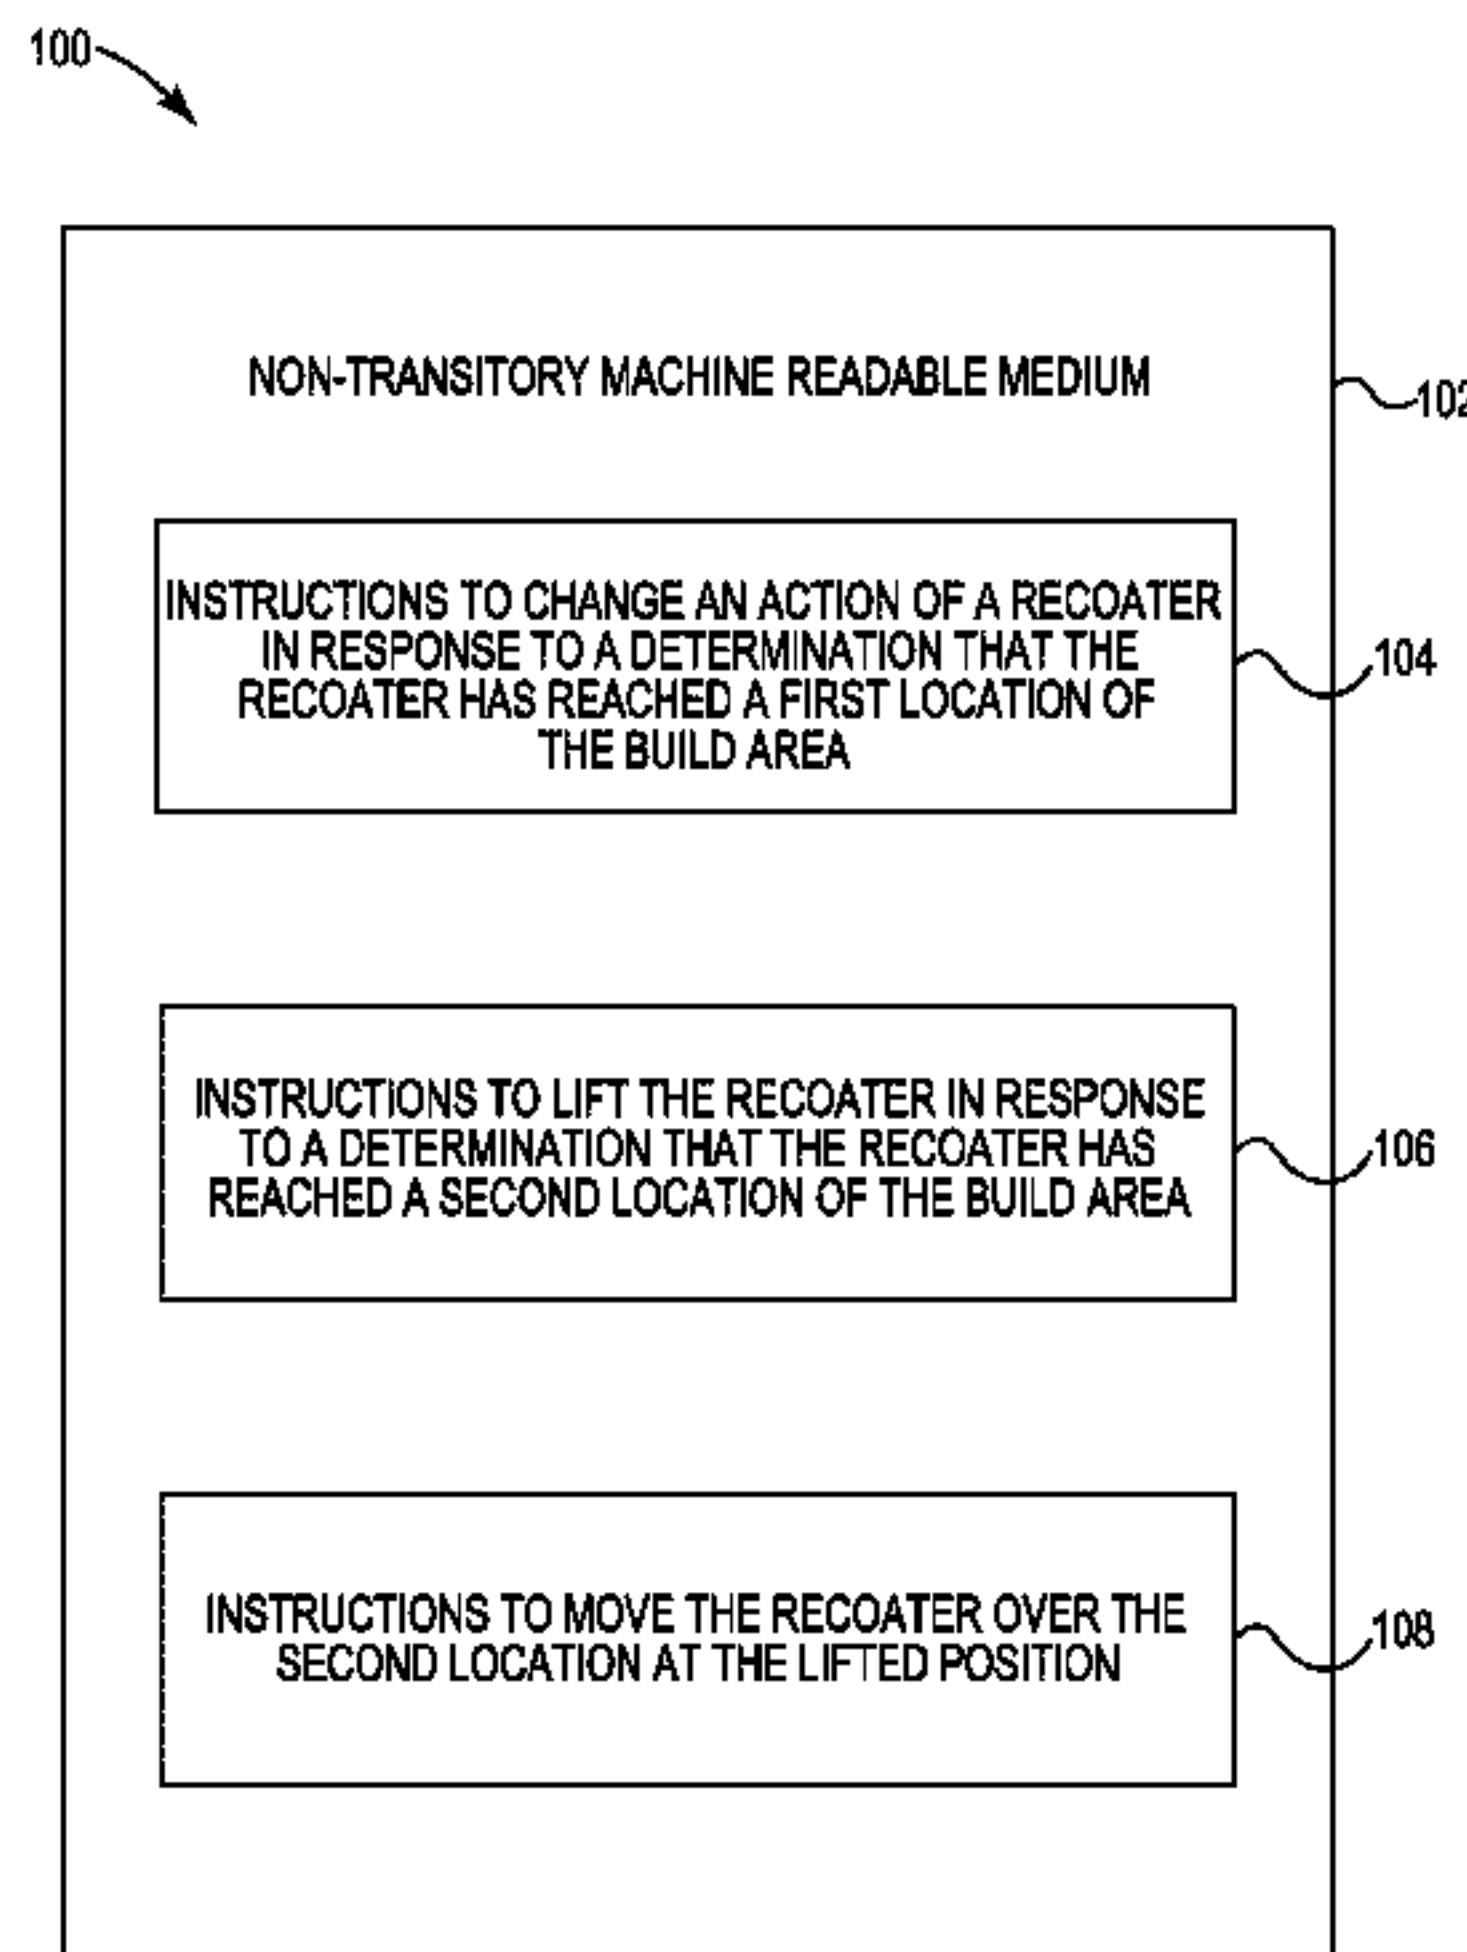 100
NON-TRANSITORY MACHINE READABLE MEDIUM
102
INSTRUCTIONS TO CHANGE AN ACTION OF A RECOATER
IN RESPONSE TO A DETERMINATION THAT THE
RECOATER HAS REACHED A FIRST LOCATION OF
THE BUILD AREA
104
INSTRUCTIONS TO LIFT THE RECOATER IN RESPONSE
TO A DETERMINATION THAT THE RECOATER HAS
REACHED A SECOND LOCATION OF THE BUILD AREA
106
INSTRUCTIONS TO MOVE THE RECOATER OVER THE
SECOND LOCATION AT THE LIFTED POSITION
108